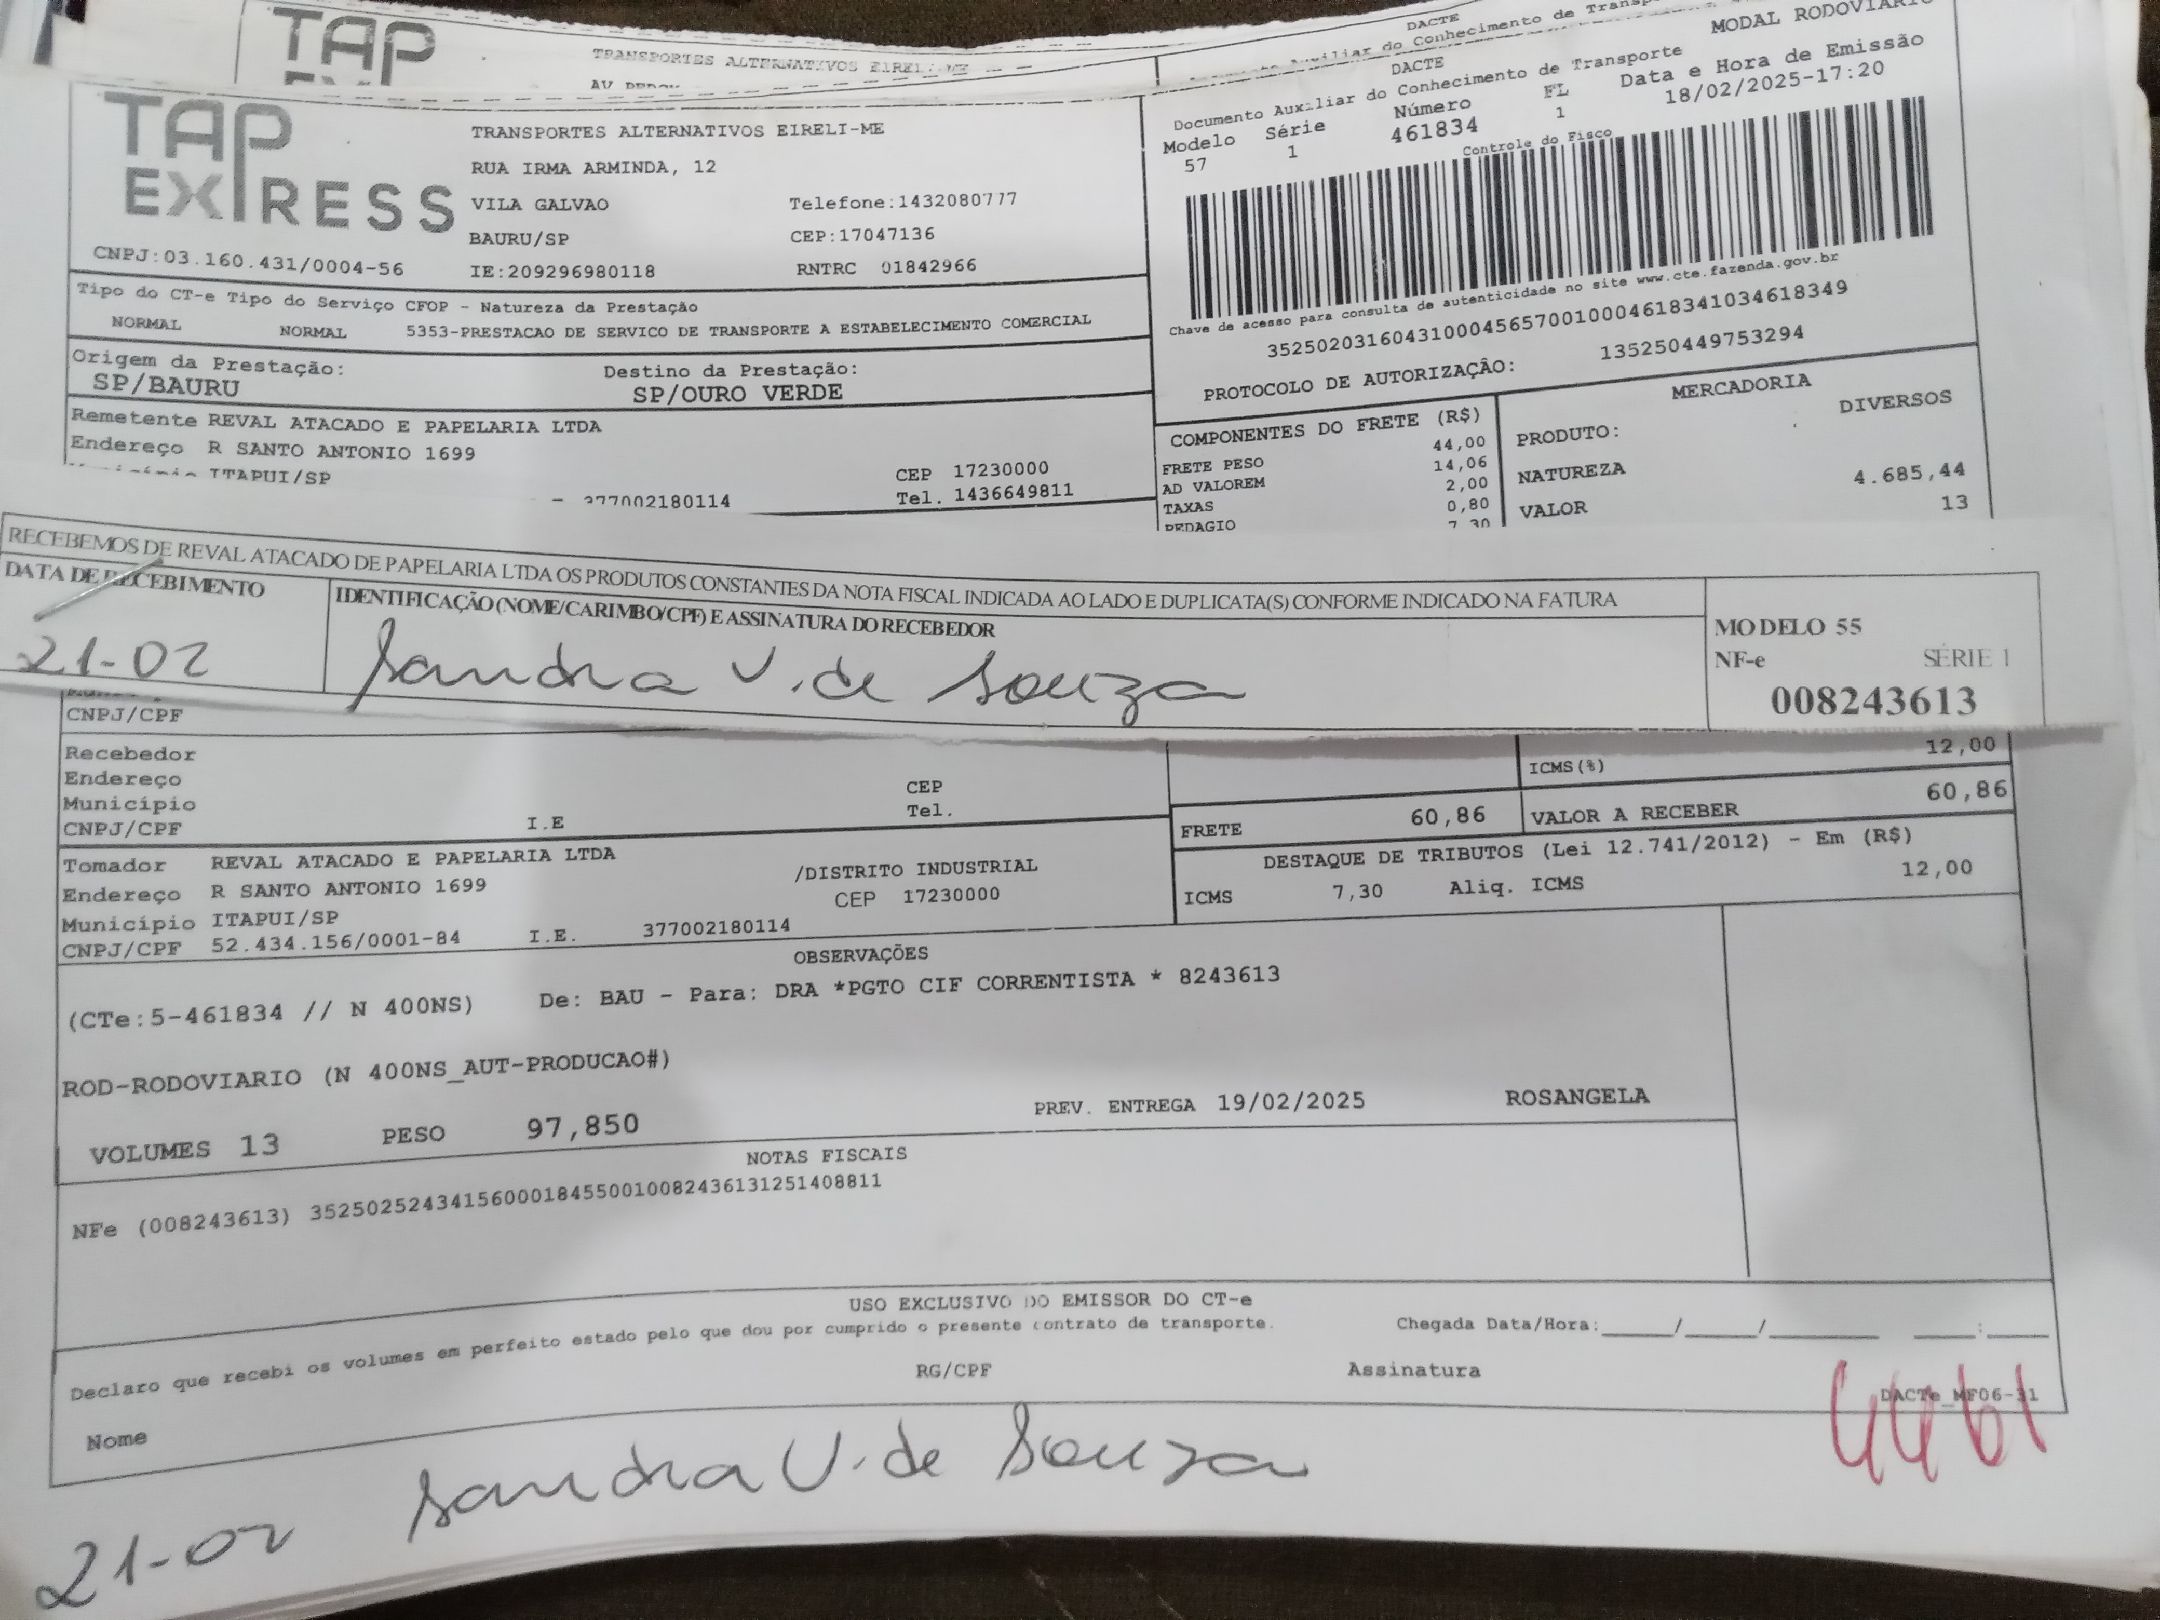 TAP
TRANSPORTES ALTERNATIVOS EIRELI-ME
DACTE
Documento Auxiliar do Conhecimento de Transp
TAP EXPRESS
CNPJ:03.160.431/0004-56
TRANSPORTES ALTERNATIVOS EIRELI-ME
RUA IRMA ARMINDA, 12
VILA GALVAO Telefone:1432080777
BAURU/SP CEP:17047136
IE:209296980118 RNTRC 01842966
DACTE MODAL RODOVIARIO
Documento Auxiliar do Conhecimento de Transporte
Modelo Série Número FL Data e Hora de Emissão
57 1 461834 1 18/02/2025-17:20
Controle do Fisco
Chave de acesso para consulta de autenticidade no site www.cte.fazenda.gov.br
35250203160431000456570010004618341034618349
PROTOCOLO DE AUTORIZAÇÂO: 135250449753294
Tipo do CT-e Tipo do Serviço CFOP - Natureza da Prestação
NORMAL NORMAL 5353-PRESTACAO DE SERVICO DE TRANSPORTE A ESTABELECIMENTO COMERCIAL
Origem da Prestação: Destino da Prestação:
SP/BAURU SP/OURO VERDE
Remetente REVAL ATACADO E PAPELARIA LTDA
Endereço R SANTO ANTONIO 1699
ITAPUI/SP CEP 17230000
377002180114 Tel. 1436649811
COMPONENTES DO FRETE (R$)
FRETE PESO 44,00
AD VALOREM 14,06
TAXAS 2,00
PEDAGIO 0,80
7,30
MERCADORIA
PRODUTO: DIVERSOS
NATUREZA
VALOR 4.685,44
13
RECEBEMOS DE REVAL ATACADO DE PAPELARIA LTDA OS PRODUTOS CONSTANTES DA NOTA FISCAL INDICADA AO LADO E DUPLICATA(S) CONFORME INDICADO NA FATURA
DATA DE RECEBIMENTO IDENTIFICAÇÃO (NOME/CARIMBO/CPF) E ASSINATURA DO RECEBEDOR
21-02 Sandra V. de Souza
MODELO 55
NF-e SÉRIE 1
008243613
CNPJ/CPF
Recebedor
Endereço CEP
Município Tel.
CNPJ/CPF I.E
12,00
ICMS(%)
FRETE 60,86 VALOR A RECEBER 60,86
DESTAQUE DE TRIBUTOS (Lei 12.741/2012) - Em (R$)
ICMS 7,30 Aliq. ICMS 12,00
Tomador REVAL ATACADO E PAPELARIA LTDA
Endereço R SANTO ANTONIO 1699 /DISTRITO INDUSTRIAL
Município ITAPUI/SP CEP 17230000
CNPJ/CPF 52.434.156/0001-84 I.E. 377002180114
OBSERVAÇÕES
(CTe:5-461834 // N 400NS) De: BAU - Para: DRA *PGTO CIF CORRENTISTA * 8243613
ROD-RODOVIARIO (N 400NS_AUT-PRODUCAO#)
VOLUMES 13 PESO 97,850 PREV. ENTREGA 19/02/2025 ROSANGELA
NOTAS FISCAIS
NFe (008243613) 35250252434156000184550010082436131251408811
USO EXCLUSIVO DO EMISSOR DO CT-e
Declaro que recebi os volumes em perfeito estado pelo que dou por cumprido o presente contrato de transporte. Chegada Data/Hora:_____/_____/________ ____:____
Nome RG/CPF Assinatura
DACTe_MF06-31
4461
21-02 Sandra V. de Souza